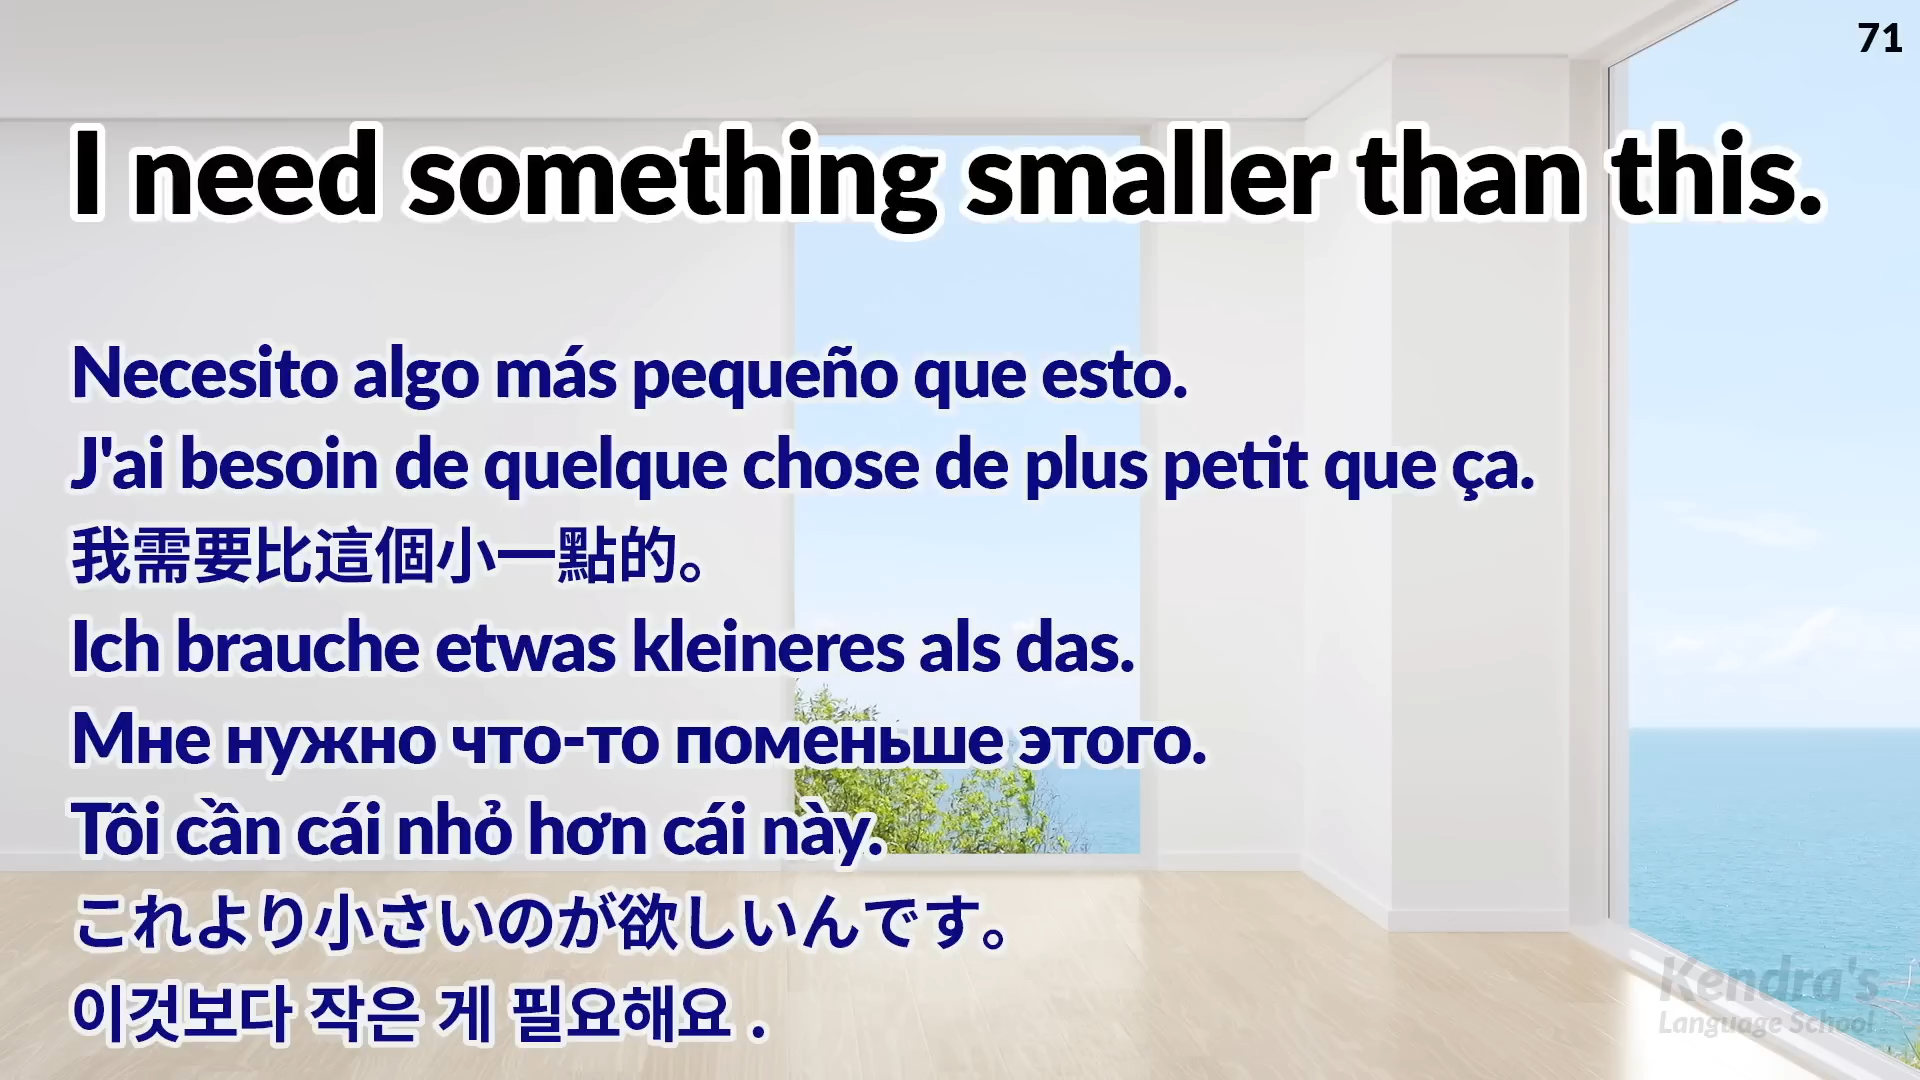 71
I need something smaller than this.
Necesito algo más pequeño que esto.
J'ai besoin de quelque chose de plus petit que ça.
我需要比這個小一點的。
Ich brauche etwas kleineres als das.
Мне нужно что-то поменьше этого.
Tôi cần cái nhỏ hơn cái này.
これより小さいのが欲しいんです。
이것보다 작은 게 필요해요 .
Kendra's
Language School